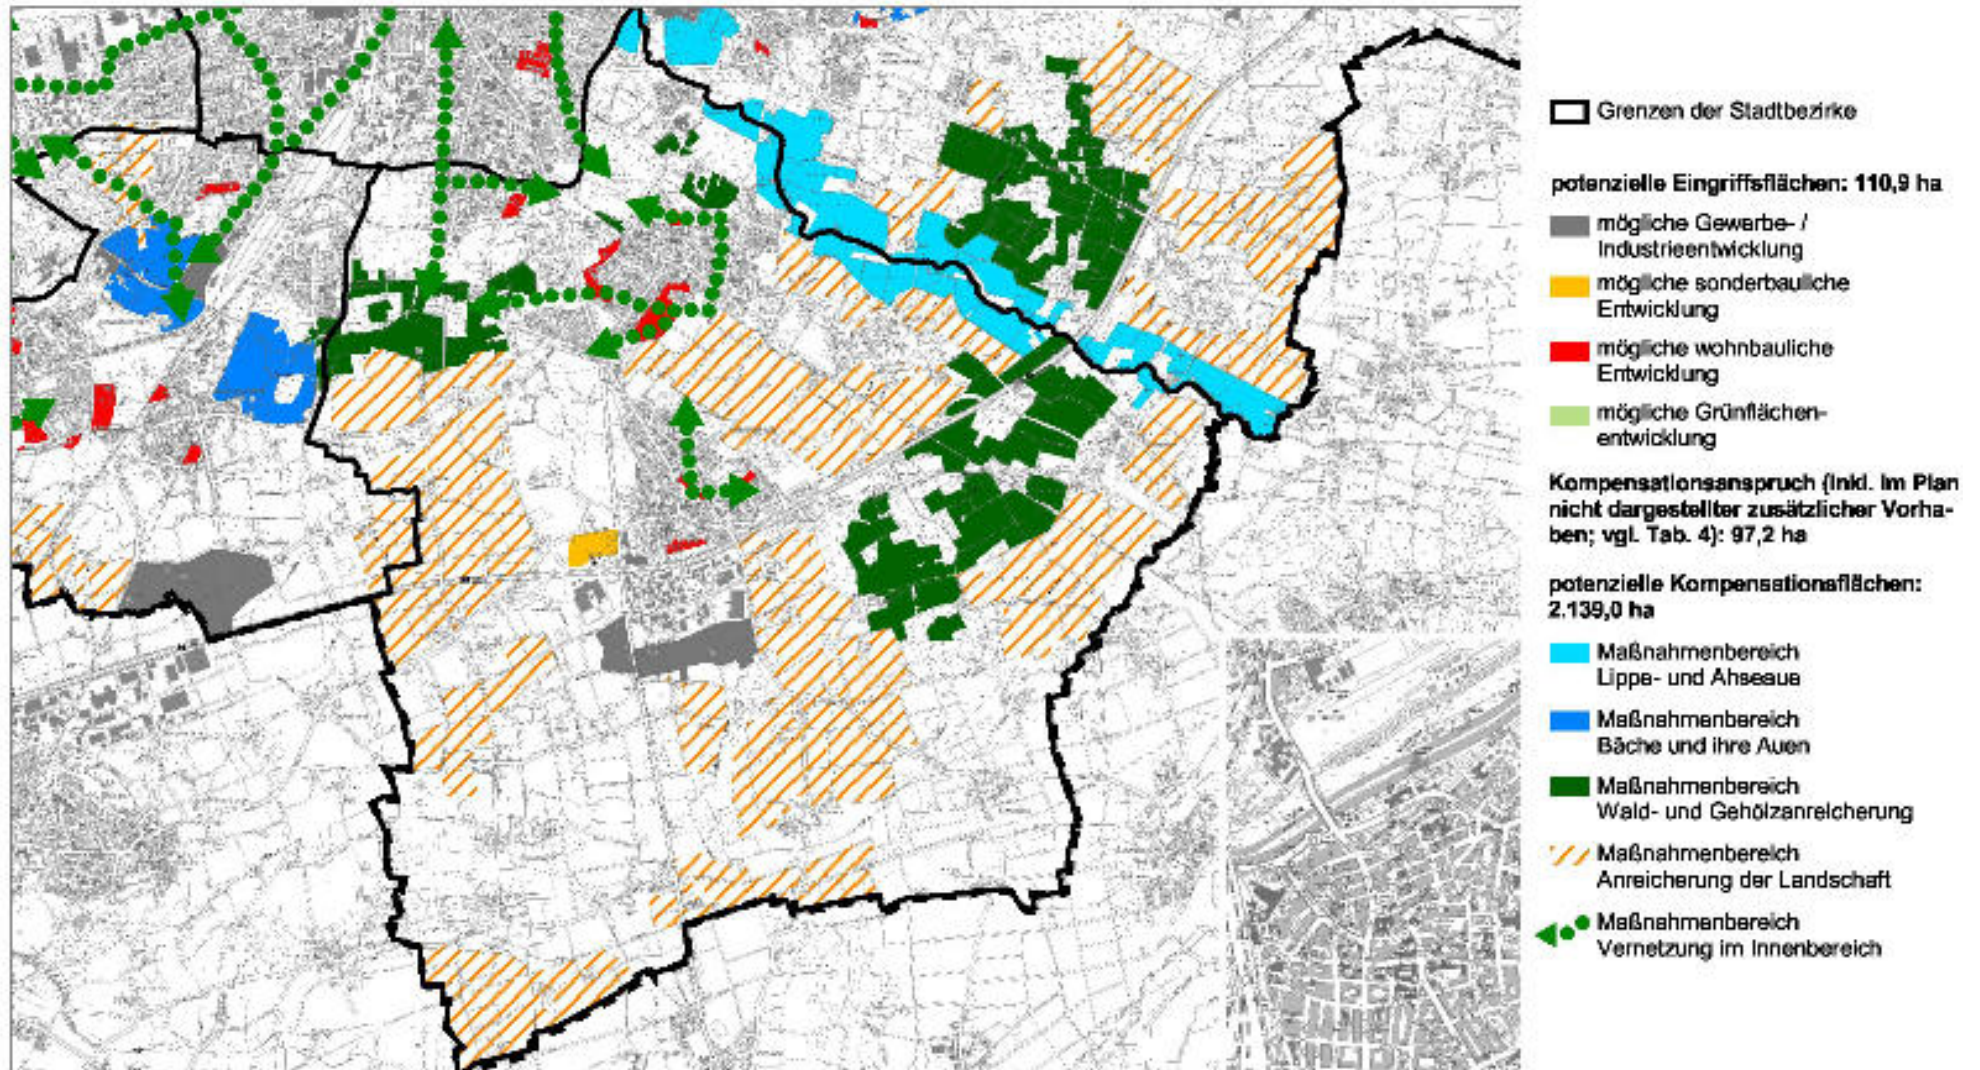 Grenzen der Stadtbezirke
potenzielle Eingriffsflächen: 110,9 ha
mögliche Gewerbe- /
Industrieentwicklung
mögliche sonderbauliche
Entwicklung
mögliche wohnbauliche
Entwicklung
mögliche Grünflächen-
entwicklung
Kompensationsanspruch (inkl. im Plan
nicht dargestellter zusätzlicher Vorha-
ben; vgl. Tab. 4): 97,2 ha
potenzielle Kompensationsflächen:
2.139,0 ha
Maßnahmenbereich
Lippe- und Ahseaue
Maßnahmenbereich
Bäche und ihre Auen
Maßnahmenbereich
Wald- und Gehölzanreicherung
Maßnahmenbereich
Anreicherung der Landschaft
Maßnahmenbereich
Vernetzung im Innenbereich